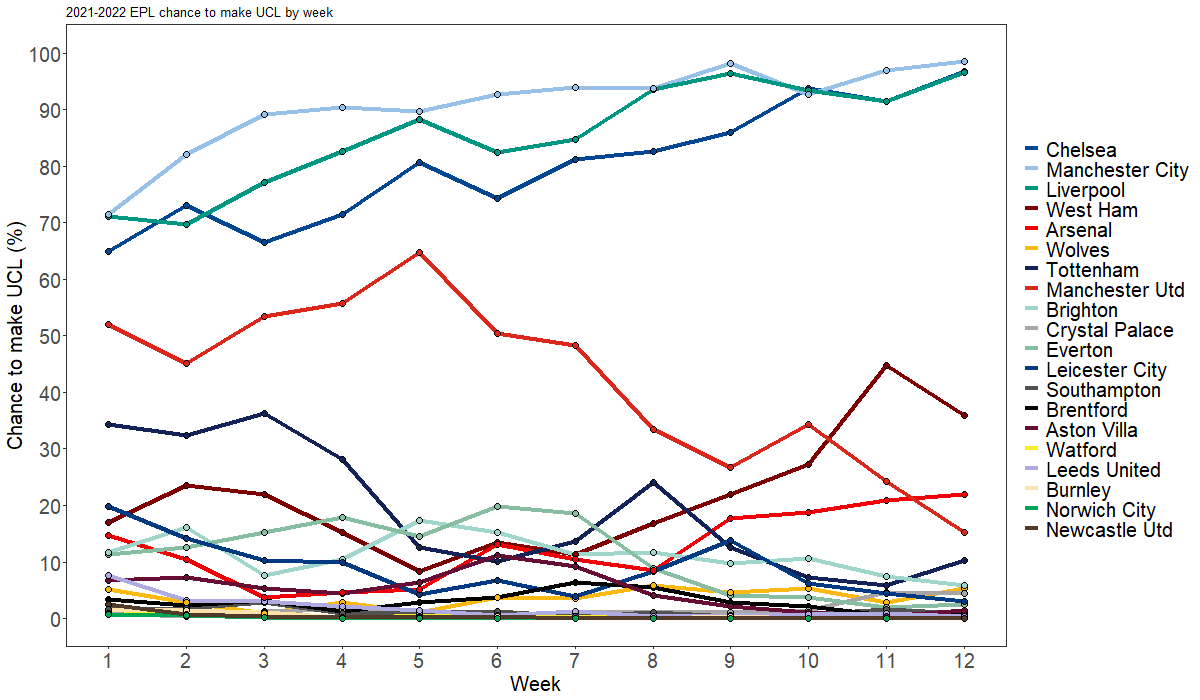 2021-2022 EPL chance to make UCL by week
Chance to make UCL (%)
100
90
80
70
60
50
40
30
20
10
0
1 2 3 4 5 6 7 8 9 10 11 12
Week
Chelsea
Manchester City
Liverpool
West Ham
Arsenal
Wolves
Tottenham
Manchester Utd
Brighton
Crystal Palace
Everton
Leicester City
Southampton
Brentford
Aston Villa
Watford
Leeds United
Burnley
Norwich City
Newcastle Utd